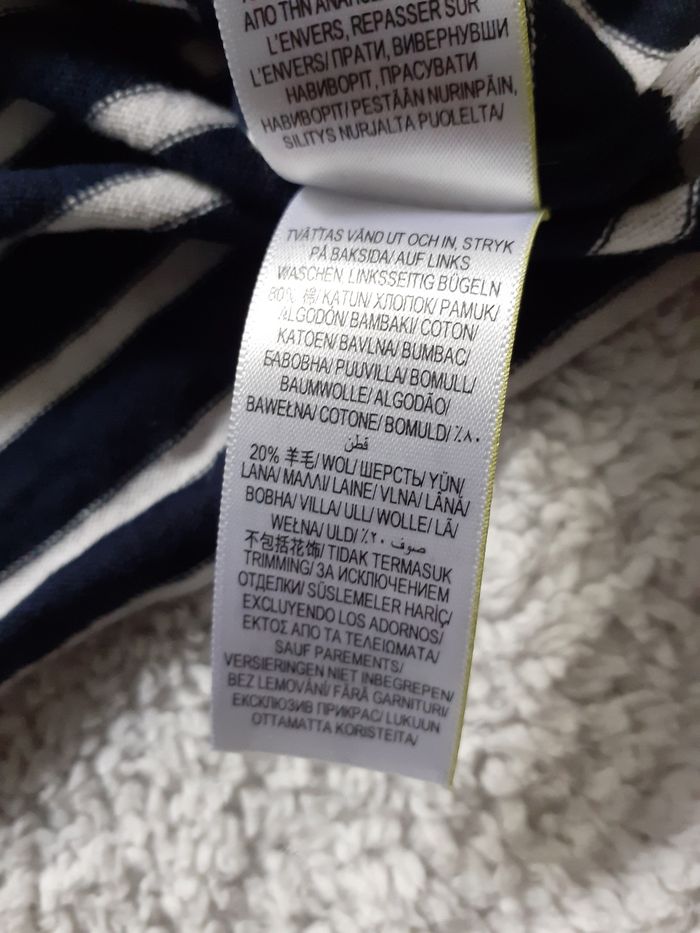 ΑΠΟ ΤΗΝ
L'ENVERS, REPASSER SUR
L'ENVERS/ ПРАТИ, ВИВЕРНУВШИ
НАВИВОРІТ, ПРАСУВАТИ
НАВИВОРІТ/ PESTÄÄN NURINPÄIN,
SILITYS NURJALTA PUOLELTA/
TVÄTTAS VÄND UT OCH IN, STRYK
PÅ BAKSIDA/ AUF LINKS
WASCHEN. LINKSSEITIG BÜGELN
80% 棉/ KATUN/ ХЛОПОК/ PAMUK/
ALGODÓN/ BAMBAKI/ COTON/
KATOEN/ BAVLNA/ BUMBAC/
БАВОВНА/ PUUVILLA/ BOMULL/
BAUMWOLLE/ ALGODÃO/
BAWEŁNA/ COTONE/ BOMULD/ ٪٨٠
قطن
20% 羊毛/ WOL/ ШЕРСТЬ/ YÜN/
LANA/ ΜΑΛΛΙ/ LAINE/ VLNA/ LÂNĂ/
ВОВНА/ VILLA/ ULL/ WOLLE/ LÃ/
WEŁNA/ ULD/ ٪٢٠ صوف
不包括花饰/ TIDAK TERMASUK
TRIMMING/ ЗА ИСКЛЮЧЕНИЕМ
ОТДЕЛКИ/ SÜSLEMELER HARİÇ/
EXCLUYENDO LOS ADORNOS/
ΕΚΤΟΣ ΑΠΟ ΤΑ ΤΕΛΕΙΩΜΑΤΑ/
SAUF PAREMENTS/
VERSIERINGEN NIET INBEGREPEN/
BEZ LEMOVÁNÍ/ FĂRĂ GARNITURI/
ЕКСКЛЮЗИВ ПРИКРАС/ LUKUUN
OTTAMATTA KORISTEITA/